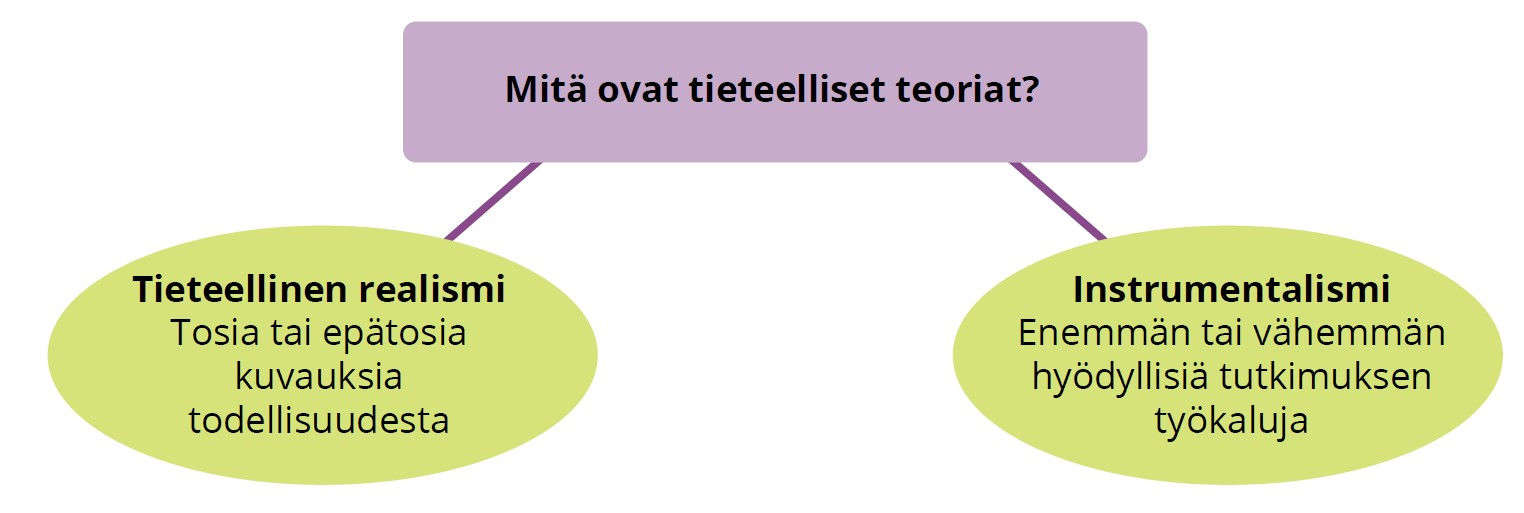 Mitä ovat tieteelliset teoriat?
Tieteellinen realismi
Tosia tai epätosia
kuvauksia
todellisuudesta
Instrumentalismi
Enemmän tai vähemmän
hyödyllisiä tutkimuksen
työkaluja